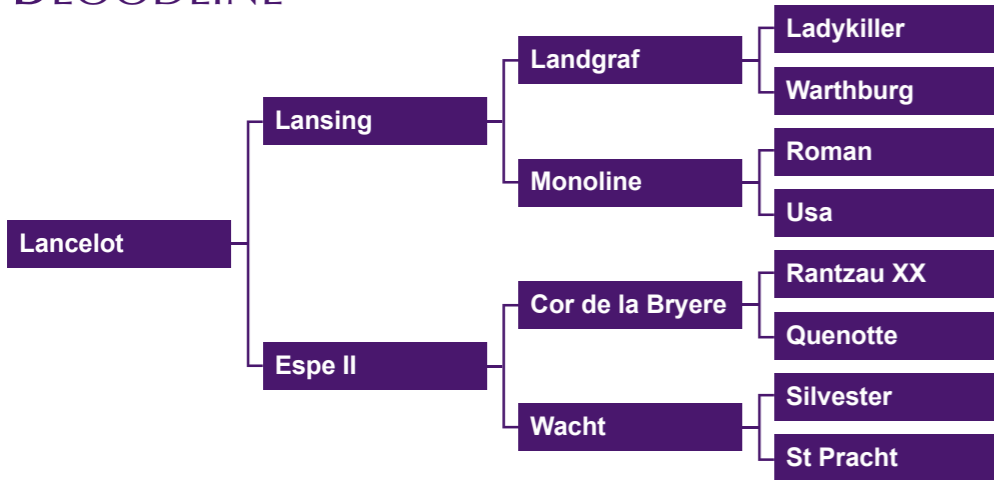 BLOODLINE
Ladykiller
Landgraf
Warthburg
Lansing
Roman
Monoline
Usa
Lancelot
Rantzau XX
Cor de la Bryere
Quenotte
Espe II
Silvester
Wacht
St Pracht